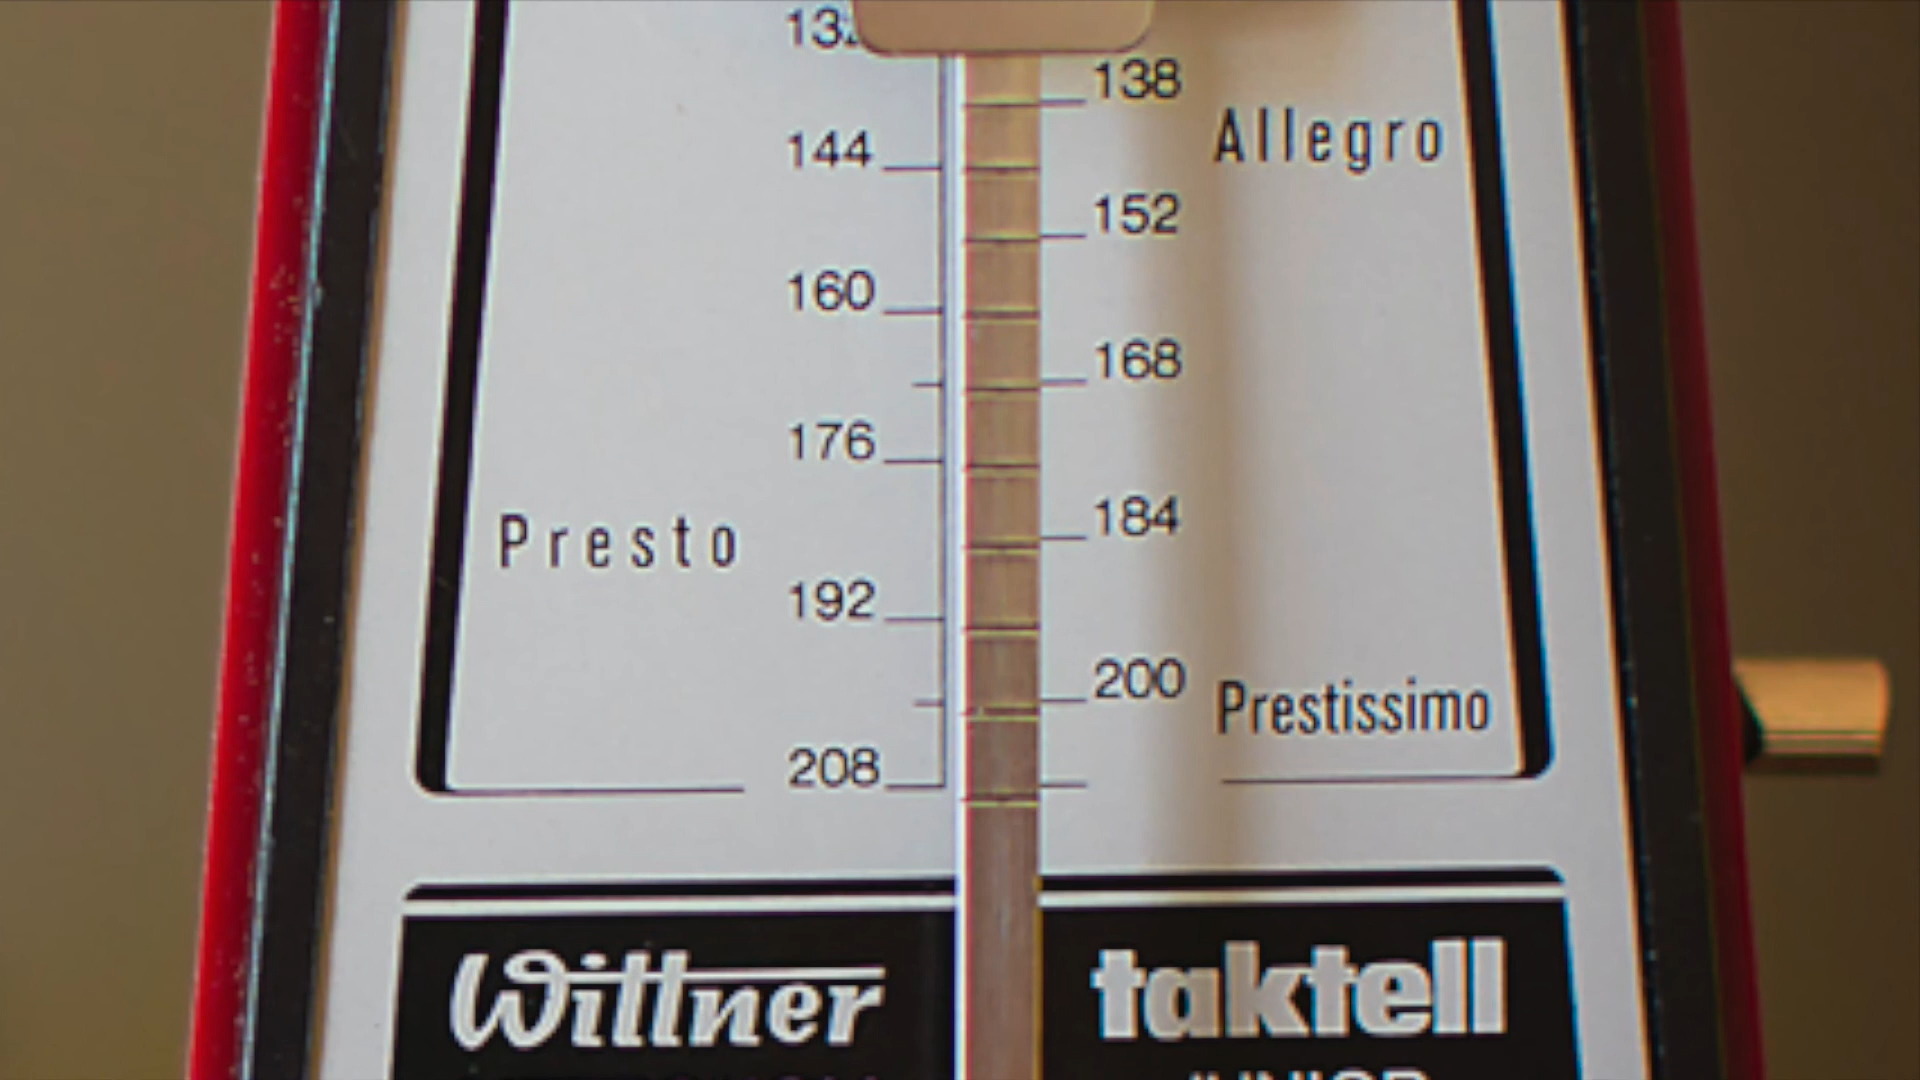 138
Allegro
144
152
160
168
176
184
Presto
192
200
Prestissimo
208
Wittner
taktell